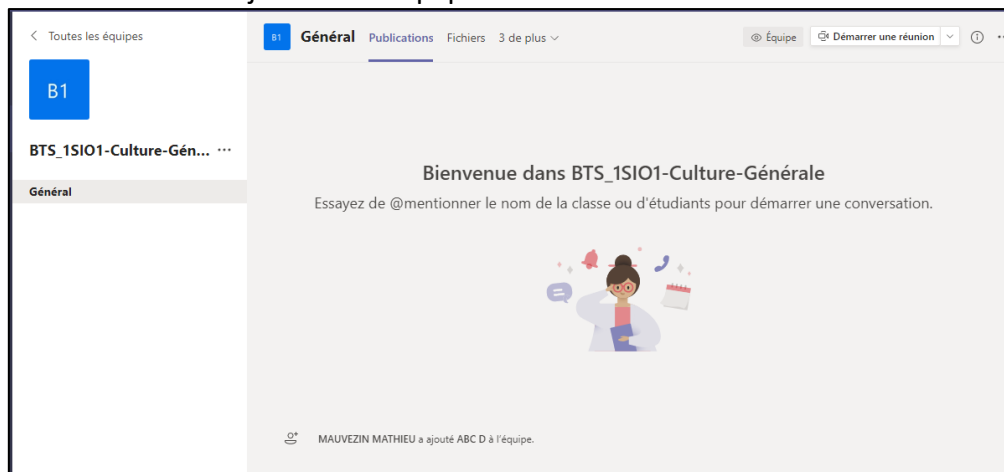 Toutes les équipes
B1
BTS_1SIO1-Culture-Gén... ...
Général
B1 Général Publications Fichiers 3 de plus Équipe Démarrer une réunion
Bienvenue dans BTS_1SIO1-Culture-Générale
Essayez de @mentionner le nom de la classe ou d'étudiants pour démarrer une conversation.
MAUVEZIN MATHIEU a ajouté ABC D à l'équipe.